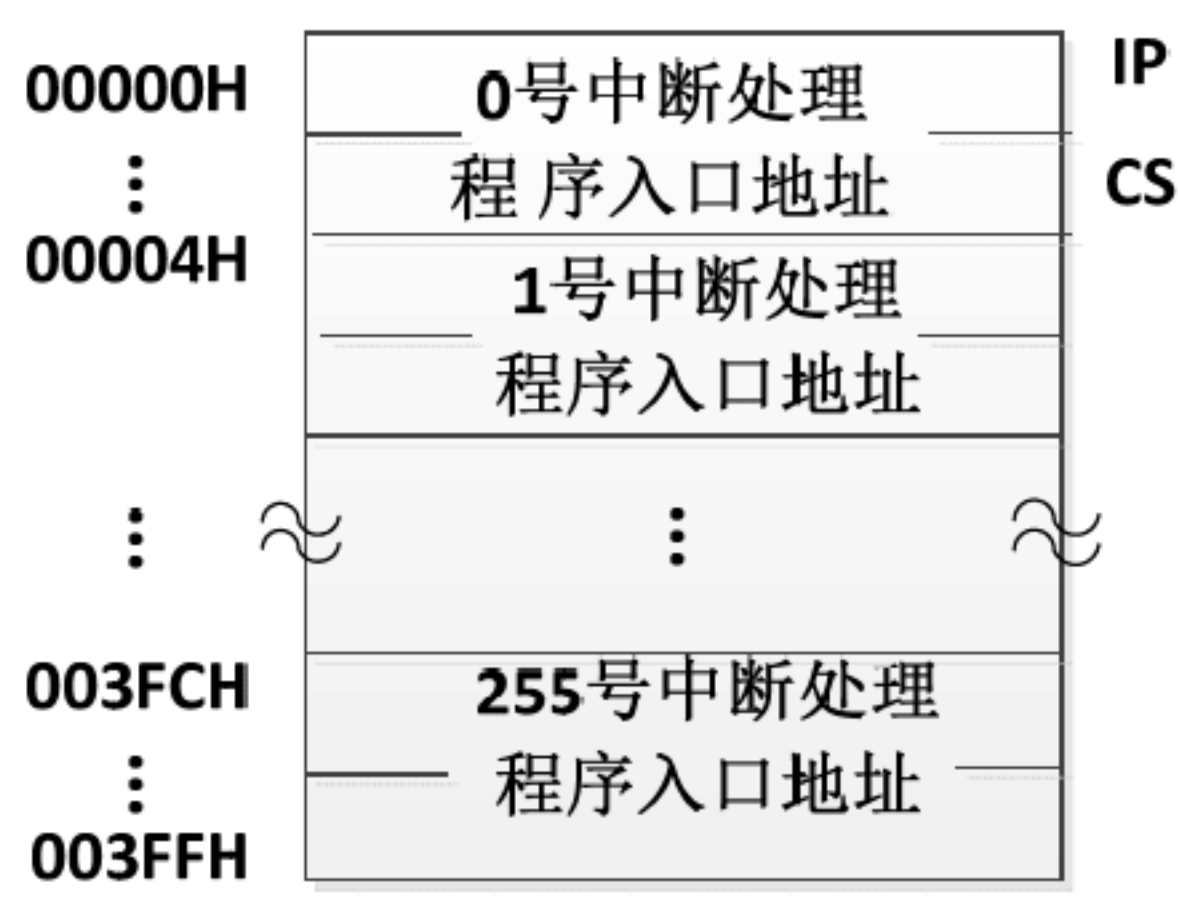 00000H
0号中断处理
IP
⋮
程 序入口地址
CS
00004H
1号中断处理
程序入口地址
⋮
⋮
003FCH
255号中断处理
⋮
程序入口地址
003FFH